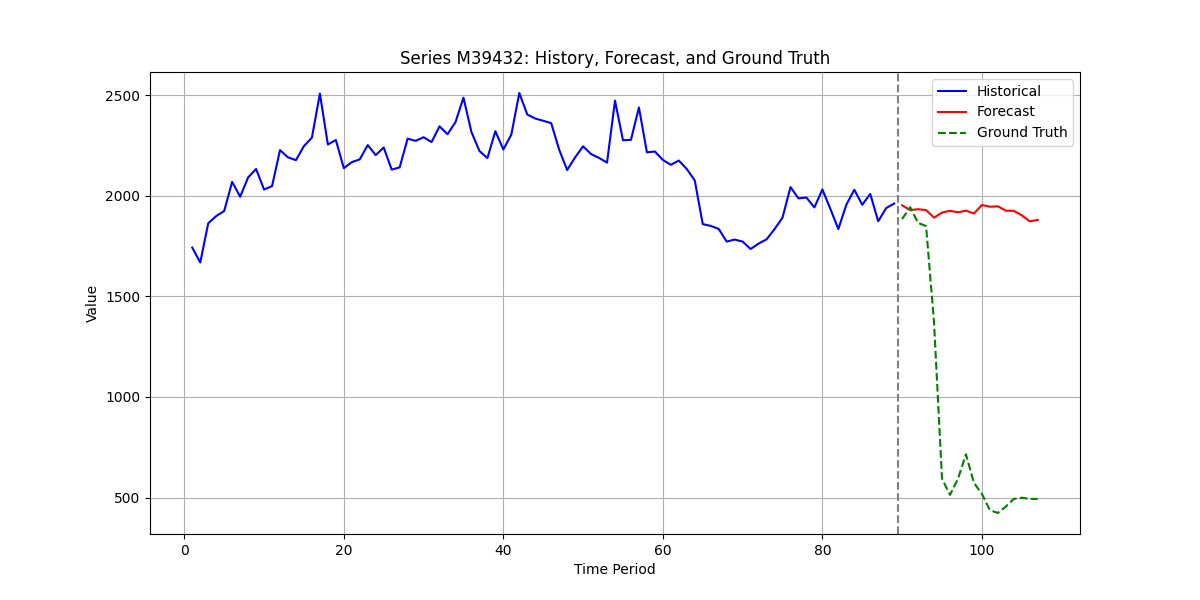 Series M39432: History, Forecast, and Ground Truth
Historical
Forecast
Ground Truth
2500
2000
1500
1000
500
Value
0 20 40 60 80 100
Time Period